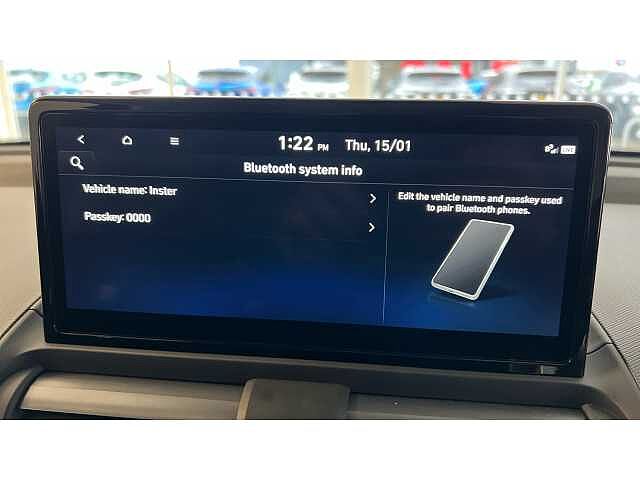 1:22 PM Thu, 15/01
Bluetooth system info
Vehicle name: Inster
Passkey: 0000
Edit the vehicle name and passkey used
to pair Bluetooth phones.